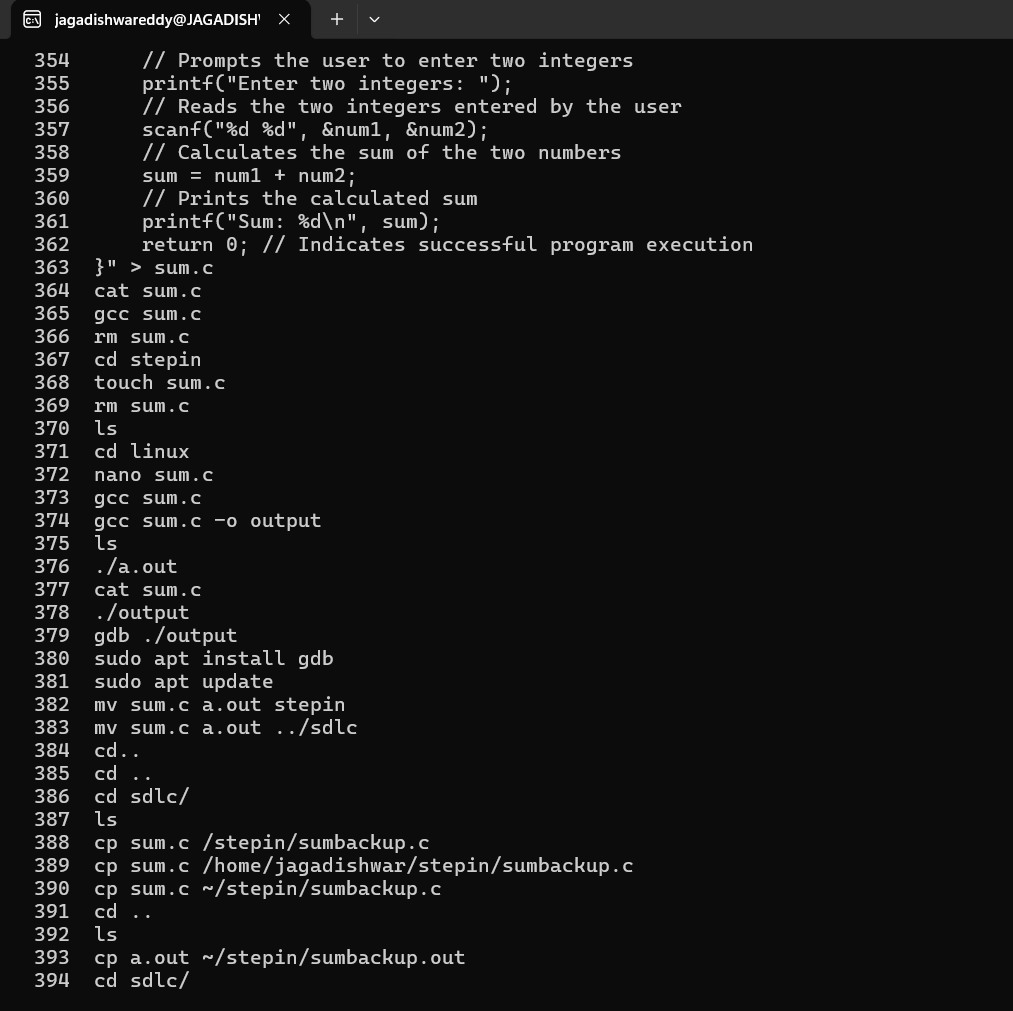 jagadishwareddy@JAGADISH
354 // Prompts the user to enter two integers
355 printf("Enter two integers: ");
356 // Reads the two integers entered by the user
357 scanf("%d %d", &num1, &num2);
358 // Calculates the sum of the two numbers
359 sum = num1 + num2;
360 // Prints the calculated sum
361 printf("Sum: %d\n", sum);
362 return 0; // Indicates successful program execution
363 }" > sum.c
364 cat sum.c
365 gcc sum.c
366 rm sum.c
367 cd stepin
368 touch sum.c
369 rm sum.c
370 ls
371 cd linux
372 nano sum.c
373 gcc sum.c
374 gcc sum.c -o output
375 ls
376 ./a.out
377 cat sum.c
378 ./output
379 gdb ./output
380 sudo apt install gdb
381 sudo apt update
382 mv sum.c a.out stepin
383 mv sum.c a.out ../sdlc
384 cd..
385 cd ..
386 cd sdlc/
387 ls
388 cp sum.c /stepin/sumbackup.c
389 cp sum.c /home/jagadishwar/stepin/sumbackup.c
390 cp sum.c ~/stepin/sumbackup.c
391 cd ..
392 ls
393 cp a.out ~/stepin/sumbackup.out
394 cd sdlc/